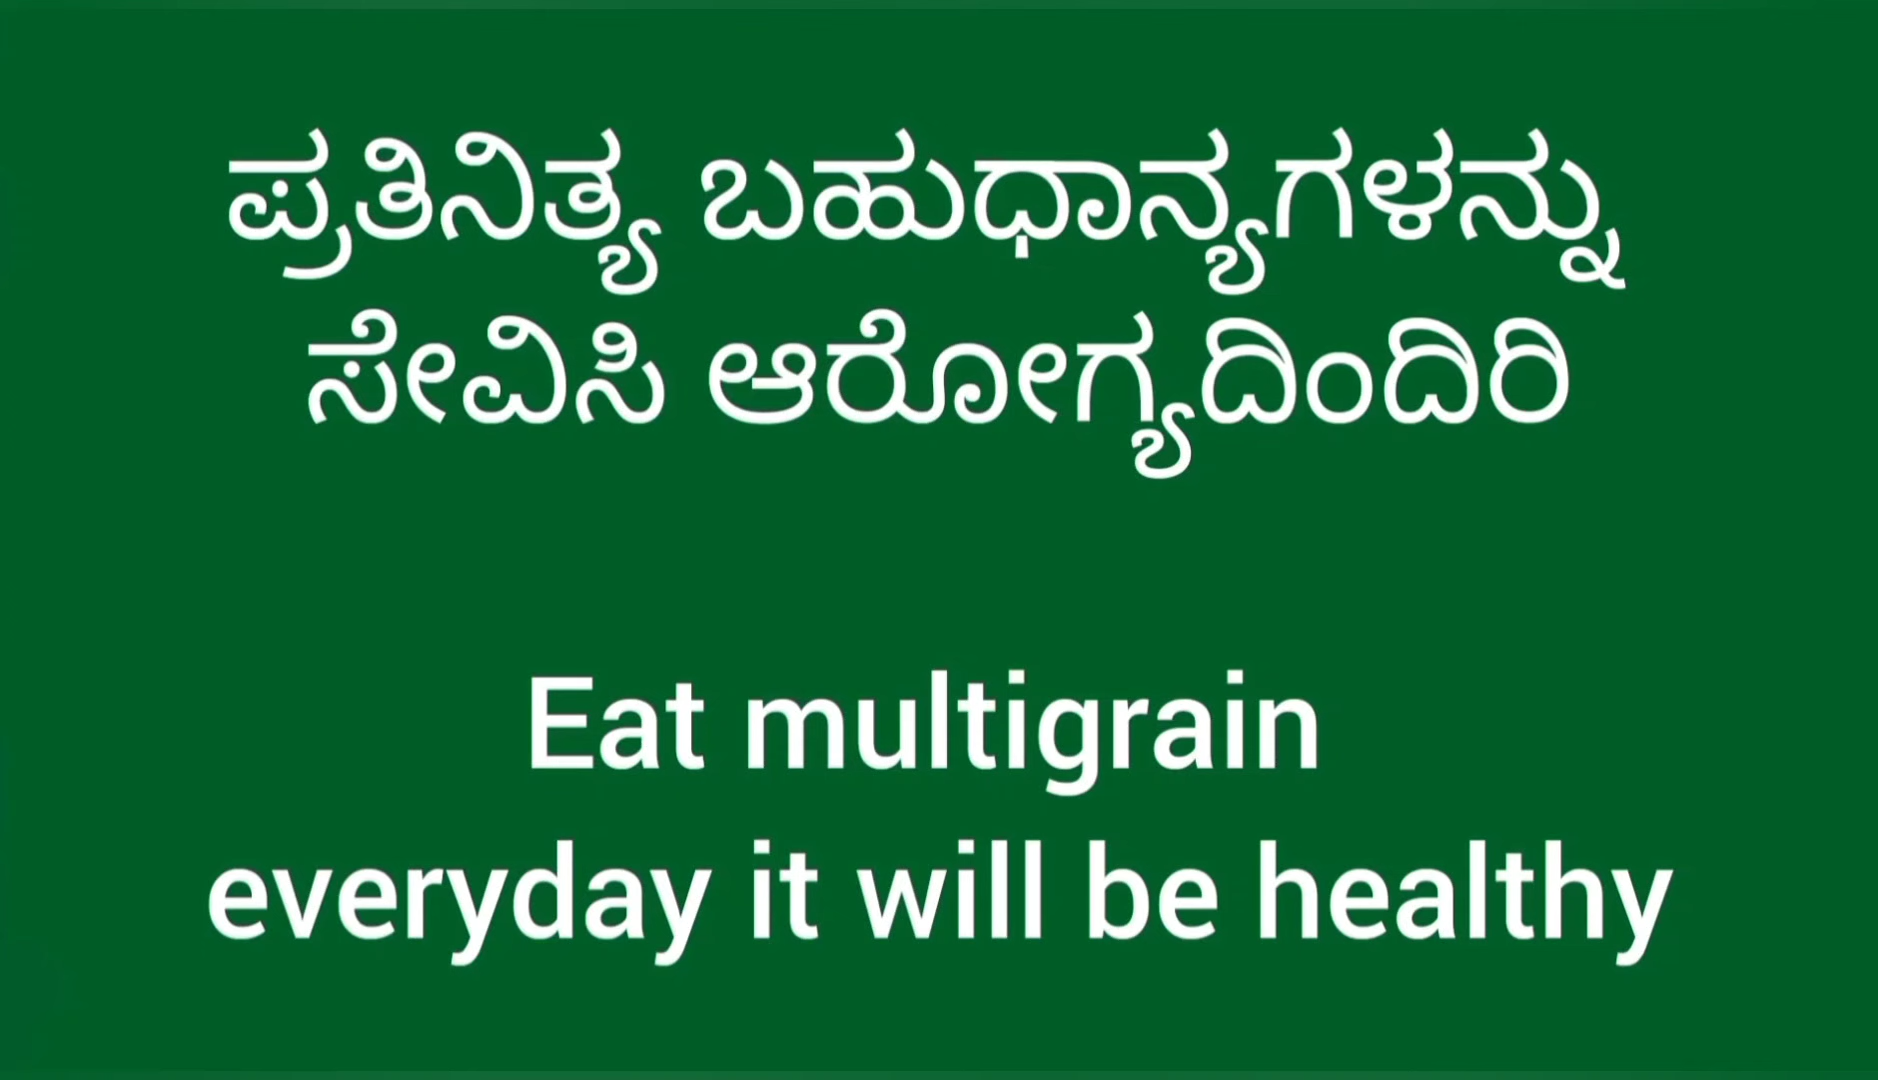 ಪ್ರತಿನಿತ್ಯ ಬಹುಧಾನ್ಯಗಳನ್ನು
ಸೇವಿಸಿ ಆರೋಗ್ಯದಿಂದಿರಿ
Eat multigrain
everyday it will be healthy